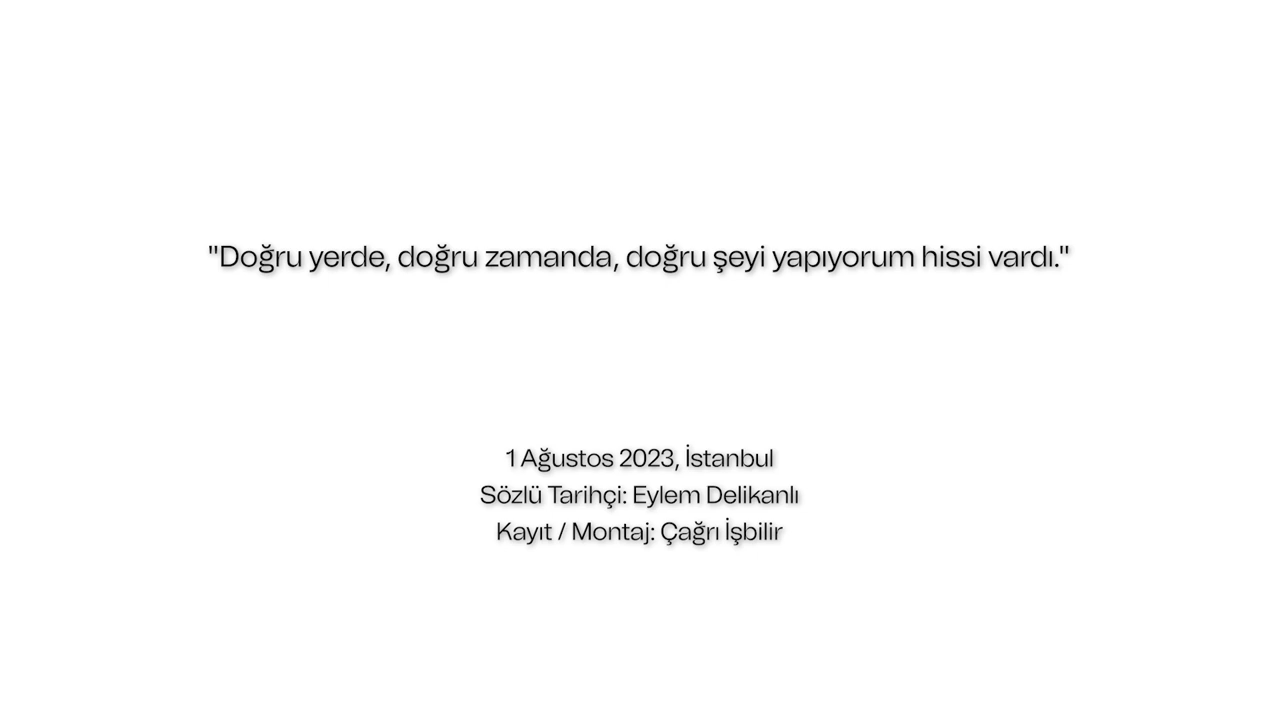 "Doğru yerde, doğru zamanda, doğru şeyi yapıyorum hissi vardı."
1 Ağustos 2023, İstanbul
Sözlü Tarihçi: Eylem Delikanlı
Kayıt / Montaj: Çağrı İşbilir